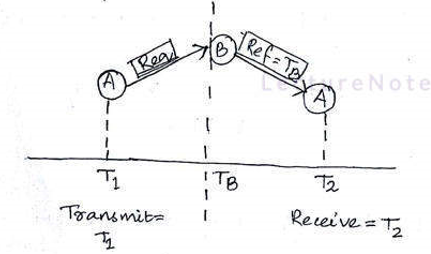 Req
B
Ref=TB
A
A
LectureNote
T1
TB
T2
Transmit=
T1
Receive = T2